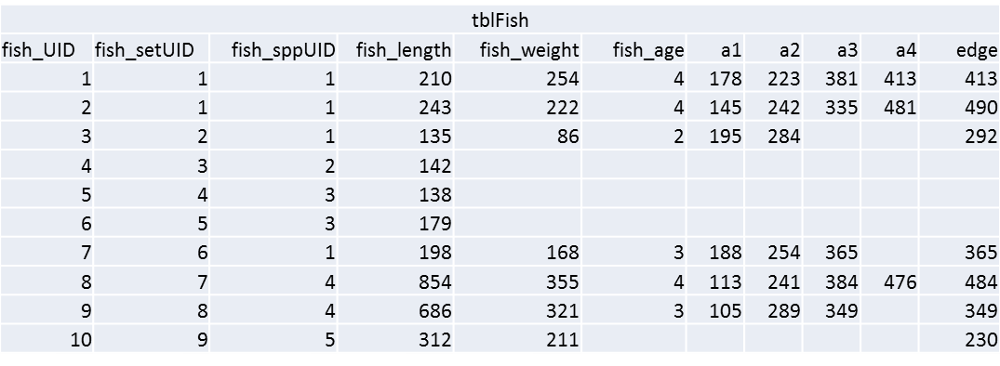 tblFish
fish_UID fish_setUID fish_sppUID fish_length fish_weight fish_age a1 a2 a3 a4 edge
1 1 1 210 254 4 178 223 381 413 413
2 1 1 243 222 4 145 242 335 481 490
3 2 1 135 86 2 195 284 292
4 3 2 142
5 4 3 138
6 5 3 179
7 6 1 198 168 3 188 254 365 365
8 7 4 854 355 4 113 241 384 476 484
9 8 4 686 321 3 105 289 349 349
10 9 5 312 211 230